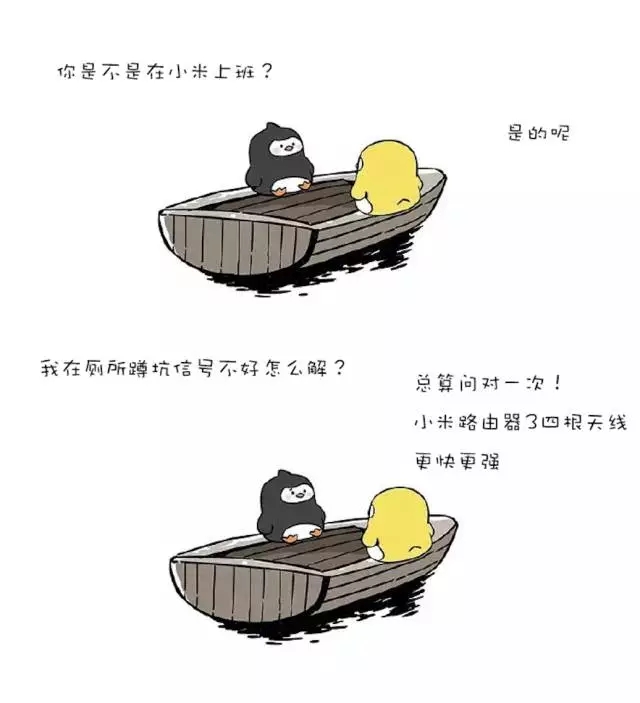 你是不是在小米上班？
是的呢
我在厕所蹲坑信号不好怎么解？
总算问对一次！
小米路由器3四根天线
更快更强